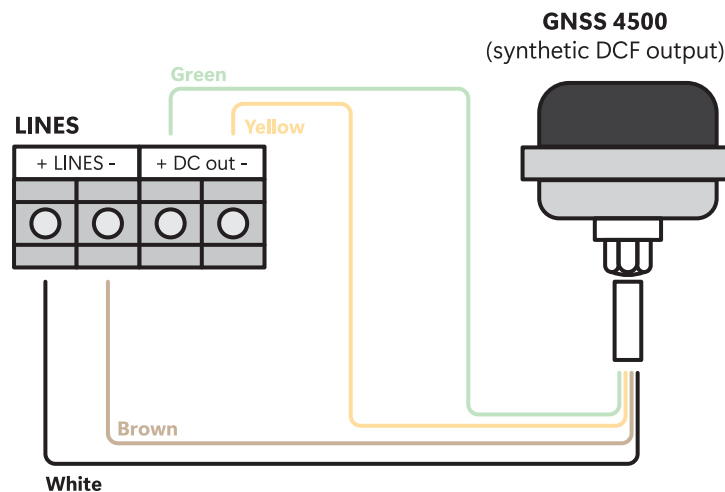 GNSS 4500
(synthetic DCF output)
Green
Yellow
LINES
+ LINES -
+ DC out -
Brown
White